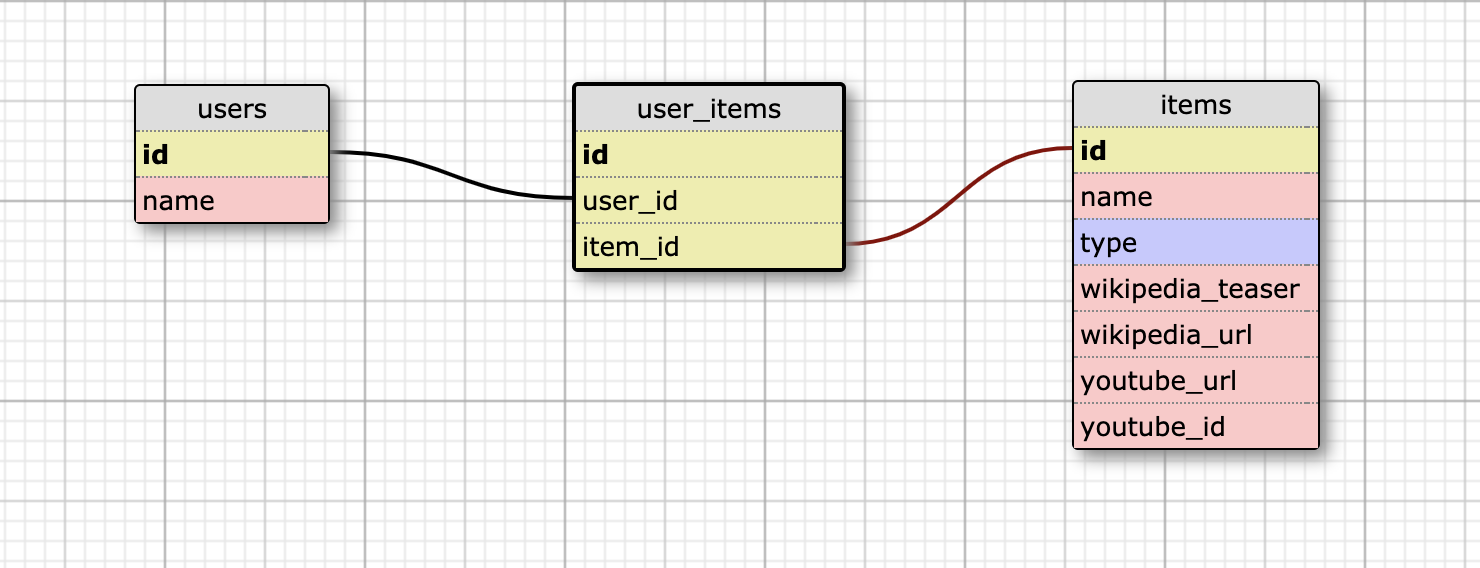 users
id
name
user_items
id
user_id
item_id
items
id
name
type
wikipedia_teaser
wikipedia_url
youtube_url
youtube_id